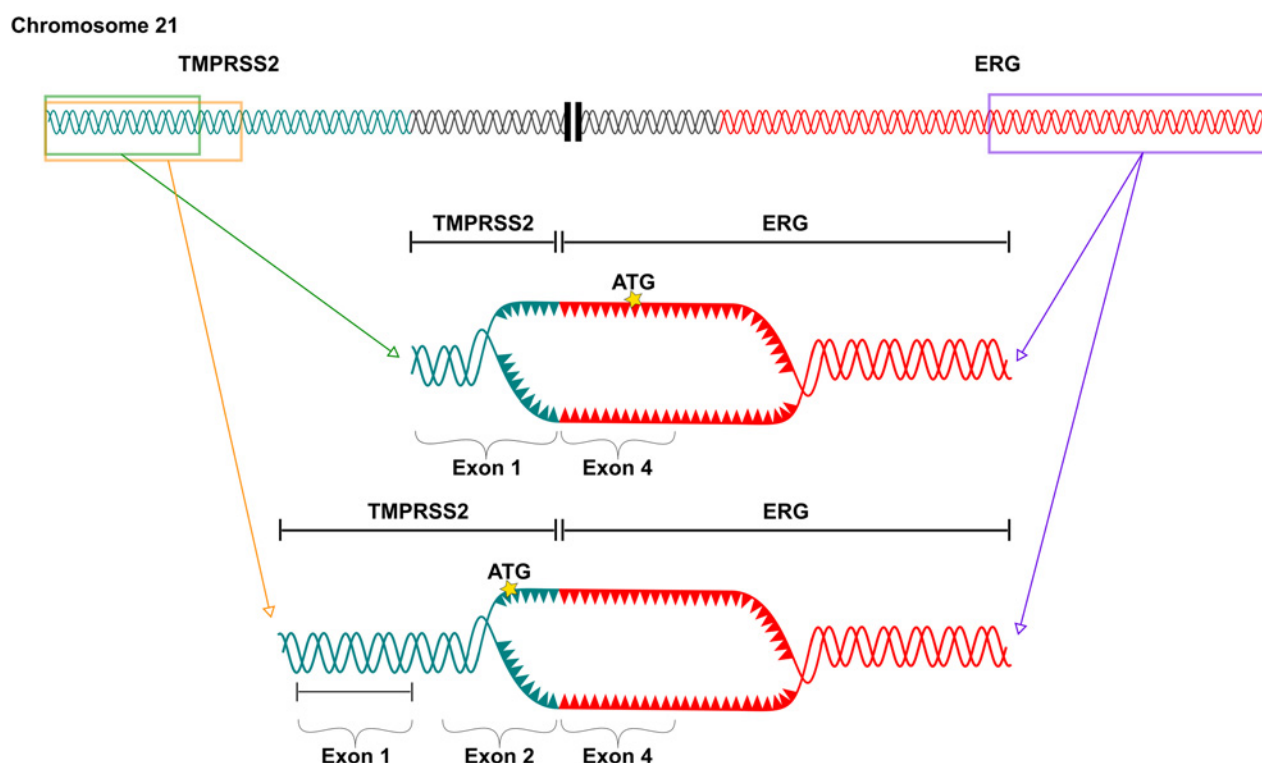 Chromosome 21
TMPRSS2 ERG
TMPRSS2 ERG
ATG
Exon 1 Exon 4
TMPRSS2 ERG
ATG
Exon 1 Exon 2 Exon 4